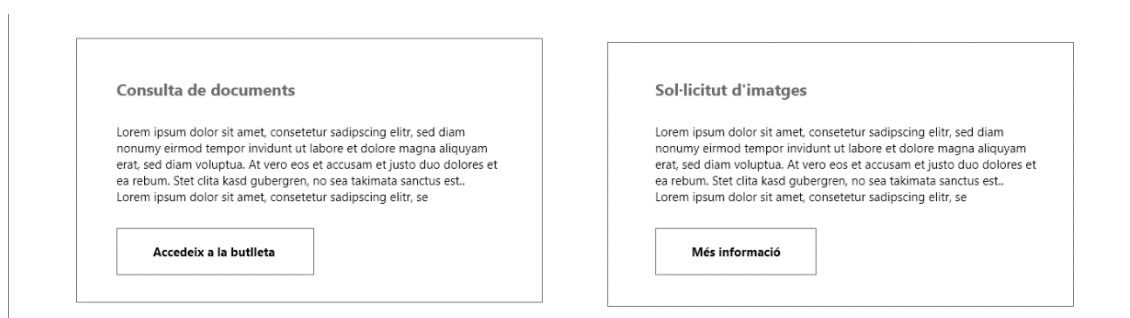 Consulta de documents
Lorem ipsum dolor sit amet, consetetur sadipscing elitr, sed diam
nonumy eirmod tempor invidunt ut labore et dolore magna aliquyam
erat, sed diam voluptua. At vero eos et accusam et justo duo dolores et
ea rebum. Stet clita kasd gubergren, no sea takimata sanctus est..
Lorem ipsum dolor sit amet, consetetur sadipscing elitr, se
Accedeix a la butlleta
Sol·licitut d'imatges
Lorem ipsum dolor sit amet, consetetur sadipscing elitr, sed diam
nonumy eirmod tempor invidunt ut labore et dolore magna aliquyam
erat, sed diam voluptua. At vero eos et accusam et justo duo dolores et
ea rebum. Stet clita kasd gubergren, no sea takimata sanctus est..
Lorem ipsum dolor sit amet, consetetur sadipscing elitr, se
Més informació